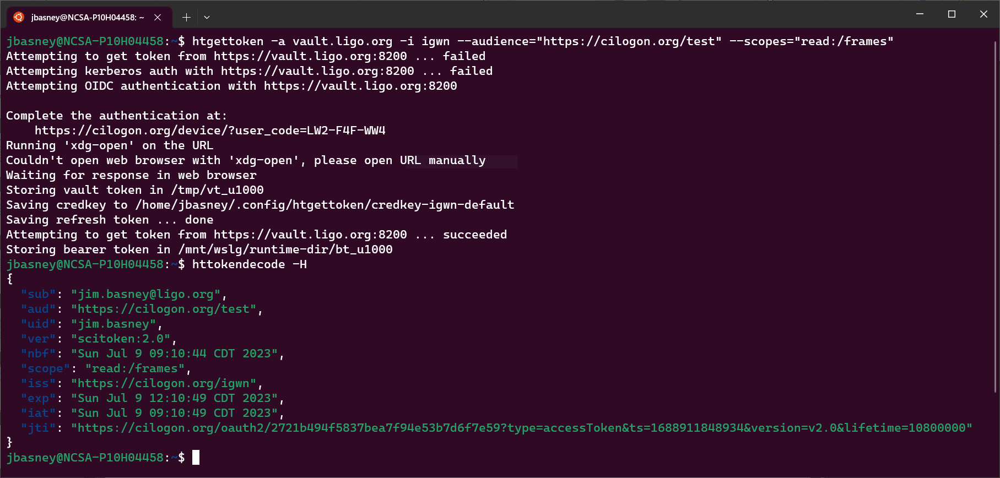 jbasney@NCSA-P10H04458: ~
jbasney@NCSA-P10H04458:~$ htgettoken -a vault.ligo.org -i igwn --audience="https://cilogon.org/test" --scopes="read:/frames"
Attempting to get token from https://vault.ligo.org:8200 ... failed
Attempting kerberos auth with https://vault.ligo.org:8200 ... failed
Attempting OIDC authentication with https://vault.ligo.org:8200
Complete the authentication at:
    https://cilogon.org/device/?user_code=LW2-F4F-WW4
Running 'xdg-open' on the URL
Couldn't open web browser with 'xdg-open', please open URL manually
Waiting for response in web browser
Storing vault token in /tmp/vt_u1000
Saving credkey to /home/jbasney/.config/htgettoken/credkey-igwn-default
Saving refresh token ... done
Attempting to get token from https://vault.ligo.org:8200 ... succeeded
Storing bearer token in /mnt/wslg/runtime-dir/bt_u1000
jbasney@NCSA-P10H04458:~$ httokendecode -H
{
  "sub": "jim.basney@ligo.org",
  "aud": "https://cilogon.org/test",
  "uid": "jim.basney",
  "ver": "scitoken:2.0",
  "nbf": "Sun Jul 9 09:10:44 CDT 2023",
  "scope": "read:/frames",
  "iss": "https://cilogon.org/igwn",
  "exp": "Sun Jul 9 12:10:49 CDT 2023",
  "iat": "Sun Jul 9 09:10:49 CDT 2023",
  "jti": "https://cilogon.org/oauth2/2721b494f5837bea7f94e53b7d6f7e59?type=accessToken&ts=1688911848934&version=v2.0&lifetime=10800000"
}
jbasney@NCSA-P10H04458:~$